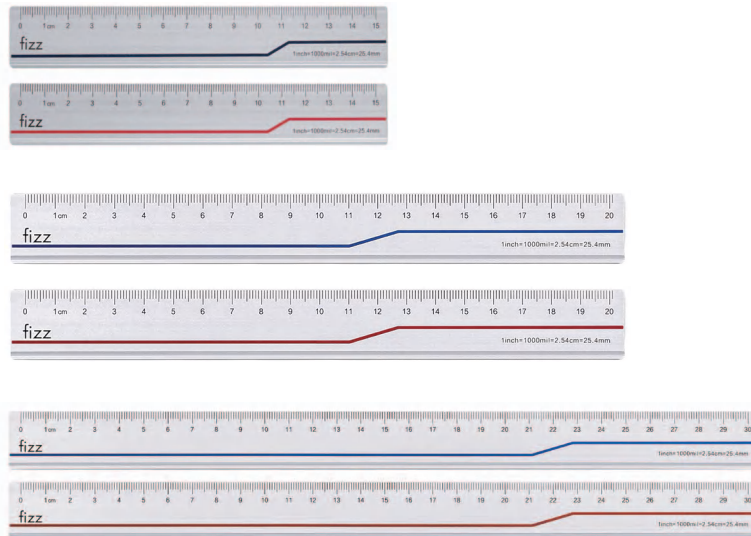 0 1cm 2 3 4 5 6 7 8 9 10 11 12 13 14 15
fizz
1inch=1000mil=2.54cm=25.4mm
0 1cm 2 3 4 5 6 7 8 9 10 11 12 13 14 15
fizz
1inch=1000mil=2.54cm=25.4mm
0 1cm 2 3 4 5 6 7 8 9 10 11 12 13 14 15 16 17 18 19 20
fizz
1inch=1000mil=2.54cm=25.4mm
0 1cm 2 3 4 5 6 7 8 9 10 11 12 13 14 15 16 17 18 19 20
fizz
1inch=1000mil=2.54cm=25.4mm
0 1cm 2 3 4 5 6 7 8 9 10 11 12 13 14 15 16 17 18 19 20 21 22 23 24 25 26 27 28 29 30
fizz
1inch=1000mil=2.54cm=25.4mm
0 1cm 2 3 4 5 6 7 8 9 10 11 12 13 14 15 16 17 18 19 20 21 22 23 24 25 26 27 28 29 30
fizz
1inch=1000mil=2.54cm=25.4mm